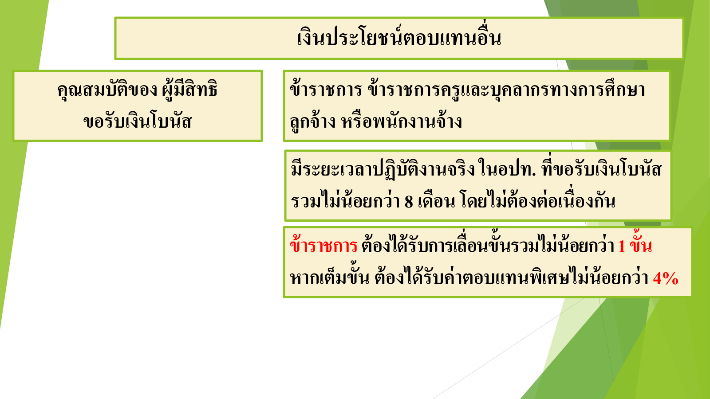 เงินประโยชน์ตอบแทนอื่น
คุณสมบัติของ ผู้มีสิทธิ
ขอรับเงินโบนัส
ข้าราชการ ข้าราชการครูและบุคลากรทางการศึกษา
ลูกจ้าง หรือพนักงานจ้าง
มีระยะเวลาปฏิบัติงานจริง ในอปท. ที่ขอรับเงินโบนัส
รวมไม่น้อยกว่า 8 เดือน โดยไม่ต้องต่อเนื่องกัน
ข้าราชการ ต้องได้รับการเลื่อนขั้นรวมไม่น้อยกว่า 1 ขั้น
หากเต็มขั้น ต้องได้รับค่าตอบแทนพิเศษไม่น้อยกว่า 4%